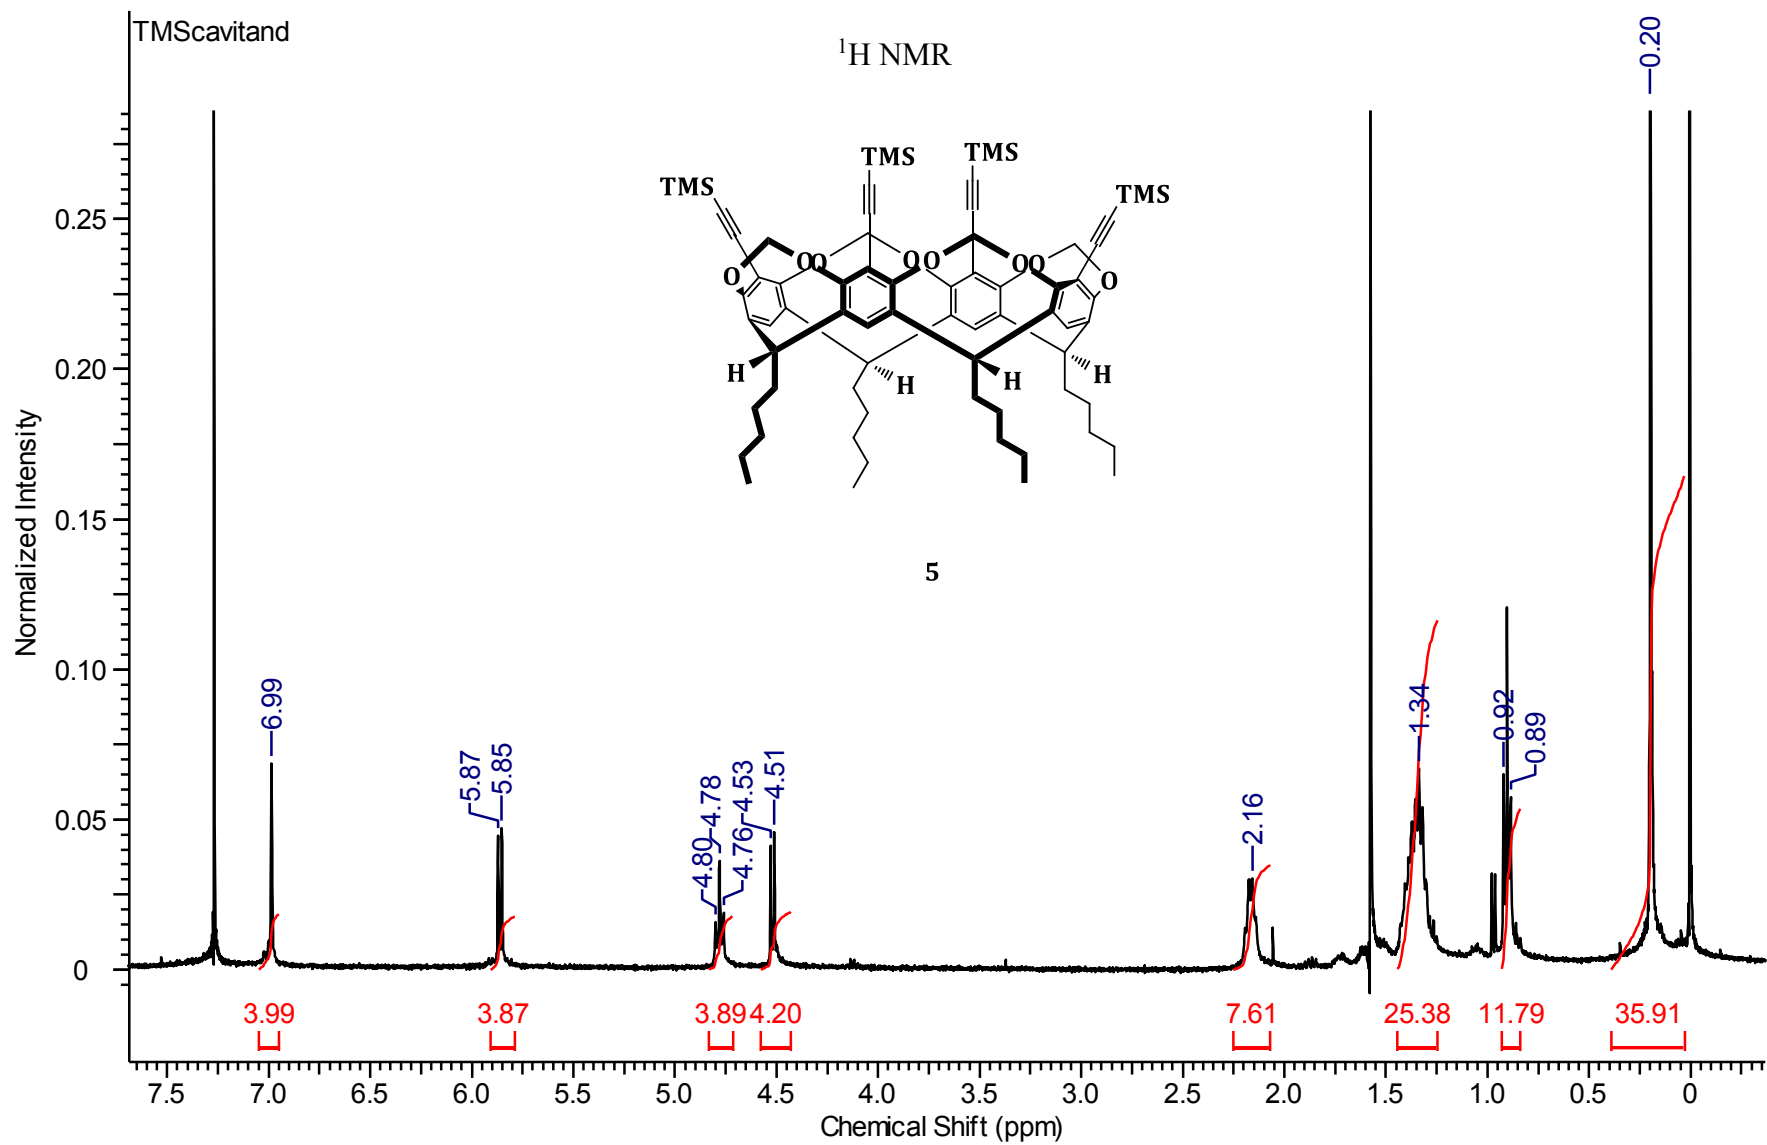 TMScavitand
¹H NMR
0.20
TMS TMS TMS TMS
O O O O O O O O
H H H H
5
6.99
5.87
5.85
4.80
4.78
4.76
4.53
4.51
2.16
1.34
0.92
0.89
Normalized Intensity
0.25
0.20
0.15
0.10
0.05
0
3.99 3.87 3.89 4.20 7.61 25.38 11.79 35.91
7.5 7.0 6.5 6.0 5.5 5.0 4.5 4.0 3.5 3.0 2.5 2.0 1.5 1.0 0.5 0
Chemical Shift (ppm)